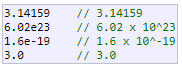 3.14159    // 3.14159
6.02e23    // 6.02 x 10^23
1.6e-19    // 1.6 x 10^-19
3.0        // 3.0